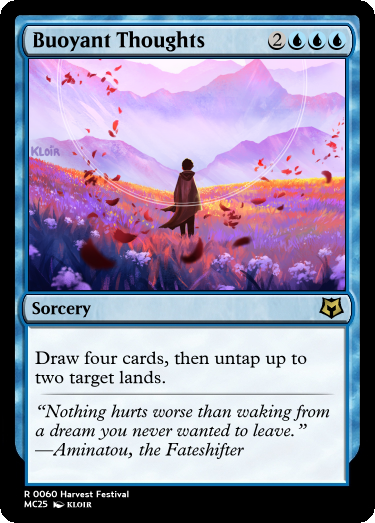 Buoyant Thoughts 2
KLOIR
Sorcery
Draw four cards, then untap up to
two target lands.
“Nothing hurts worse than waking from
a dream you never wanted to leave.”
—Aminatou, the Fateshifter
R 0060 Harvest Festival
MC25 KLOIR